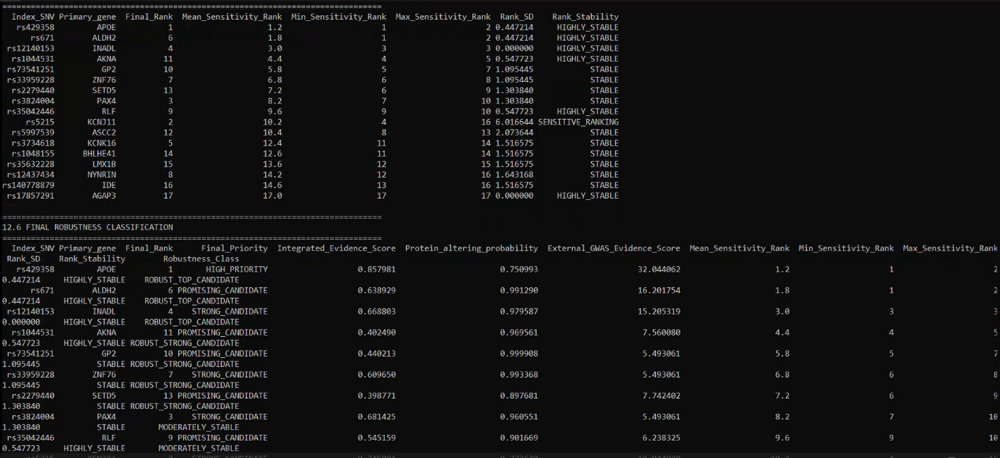 ================================================================================
Index_SNV Primary_gene Final_Rank Mean_Sensitivity_Rank Min_Sensitivity_Rank Max_Sensitivity_Rank Rank_SD Rank_Stability
rs429358 APOE 1 1.2 1 2 0.447214 HIGHLY_STABLE
rs671 ALDH2 6 1.8 1 2 0.447214 HIGHLY_STABLE
rs12140153 INADL 4 3.0 3 3 0.000000 HIGHLY_STABLE
rs1044531 AKNA 11 4.4 4 5 0.547723 HIGHLY_STABLE
rs73541251 GP2 10 5.8 5 7 1.095445 STABLE
rs33959228 ZNF76 7 6.8 6 8 1.095445 STABLE
rs2279440 SETD5 13 7.2 6 9 1.303840 STABLE
rs3824004 PAX4 3 8.2 7 10 1.303840 STABLE
rs35042446 RLF 9 9.6 9 10 0.547723 HIGHLY_STABLE
rs5215 KCNJ11 2 10.2 4 16 6.016644 SENSITIVE_RANKING
rs5997539 ASCC2 12 10.4 8 13 2.073644 STABLE
rs3734618 KCNK16 5 12.4 11 14 1.516575 STABLE
rs1048155 BHLHE41 14 12.6 11 14 1.516575 STABLE
rs35632228 LMX1B 15 13.6 12 15 1.516575 STABLE
rs12437434 NYNRIN 8 14.2 12 16 1.643168 STABLE
rs140778879 IDE 16 14.6 13 16 1.516575 STABLE
rs17857291 AGAP3 17 17.0 17 17 0.000000 HIGHLY_STABLE
================================================================================
12.6 FINAL ROBUSTNESS CLASSIFICATION
================================================================================
Index_SNV Primary_gene Final_Rank Final_Priority Integrated_Evidence_Score Protein_altering_probability External_GWAS_Evidence_Score Mean_Sensitivity_Rank Min_Sensitivity_Rank Max_Sensitivity_Rank
Rank_SD Rank_Stability Robustness_Class
rs429358 APOE 1 HIGH_PRIORITY 0.857981 0.750993 32.044062 1.2 1 2
0.447214 HIGHLY_STABLE ROBUST_TOP_CANDIDATE
rs671 ALDH2 6 PROMISING_CANDIDATE 0.638929 0.991290 16.201754 1.8 1 2
0.447214 HIGHLY_STABLE ROBUST_TOP_CANDIDATE
rs12140153 INADL 4 STRONG_CANDIDATE 0.668803 0.979587 15.205319 3.0 3 3
0.000000 HIGHLY_STABLE ROBUST_TOP_CANDIDATE
rs1044531 AKNA 11 PROMISING_CANDIDATE 0.402490 0.969561 7.560080 4.4 4 5
0.547723 HIGHLY_STABLE ROBUST_STRONG_CANDIDATE
rs73541251 GP2 10 PROMISING_CANDIDATE 0.440213 0.999908 5.493061 5.8 5 7
1.095445 STABLE ROBUST_STRONG_CANDIDATE
rs33959228 ZNF76 7 STRONG_CANDIDATE 0.609650 0.993368 5.493061 6.8 6 8
1.095445 STABLE ROBUST_STRONG_CANDIDATE
rs2279440 SETD5 13 PROMISING_CANDIDATE 0.398771 0.897681 7.742402 7.2 6 9
1.303840 STABLE ROBUST_STRONG_CANDIDATE
rs3824004 PAX4 3 STRONG_CANDIDATE 0.681425 0.960551 5.493061 8.2 7 10
1.303840 STABLE MODERATELY_STABLE
rs35042446 RLF 9 PROMISING_CANDIDATE 0.545159 0.901669 6.238325 9.6 9 10
0.547723 HIGHLY_STABLE MODERATELY_STABLE